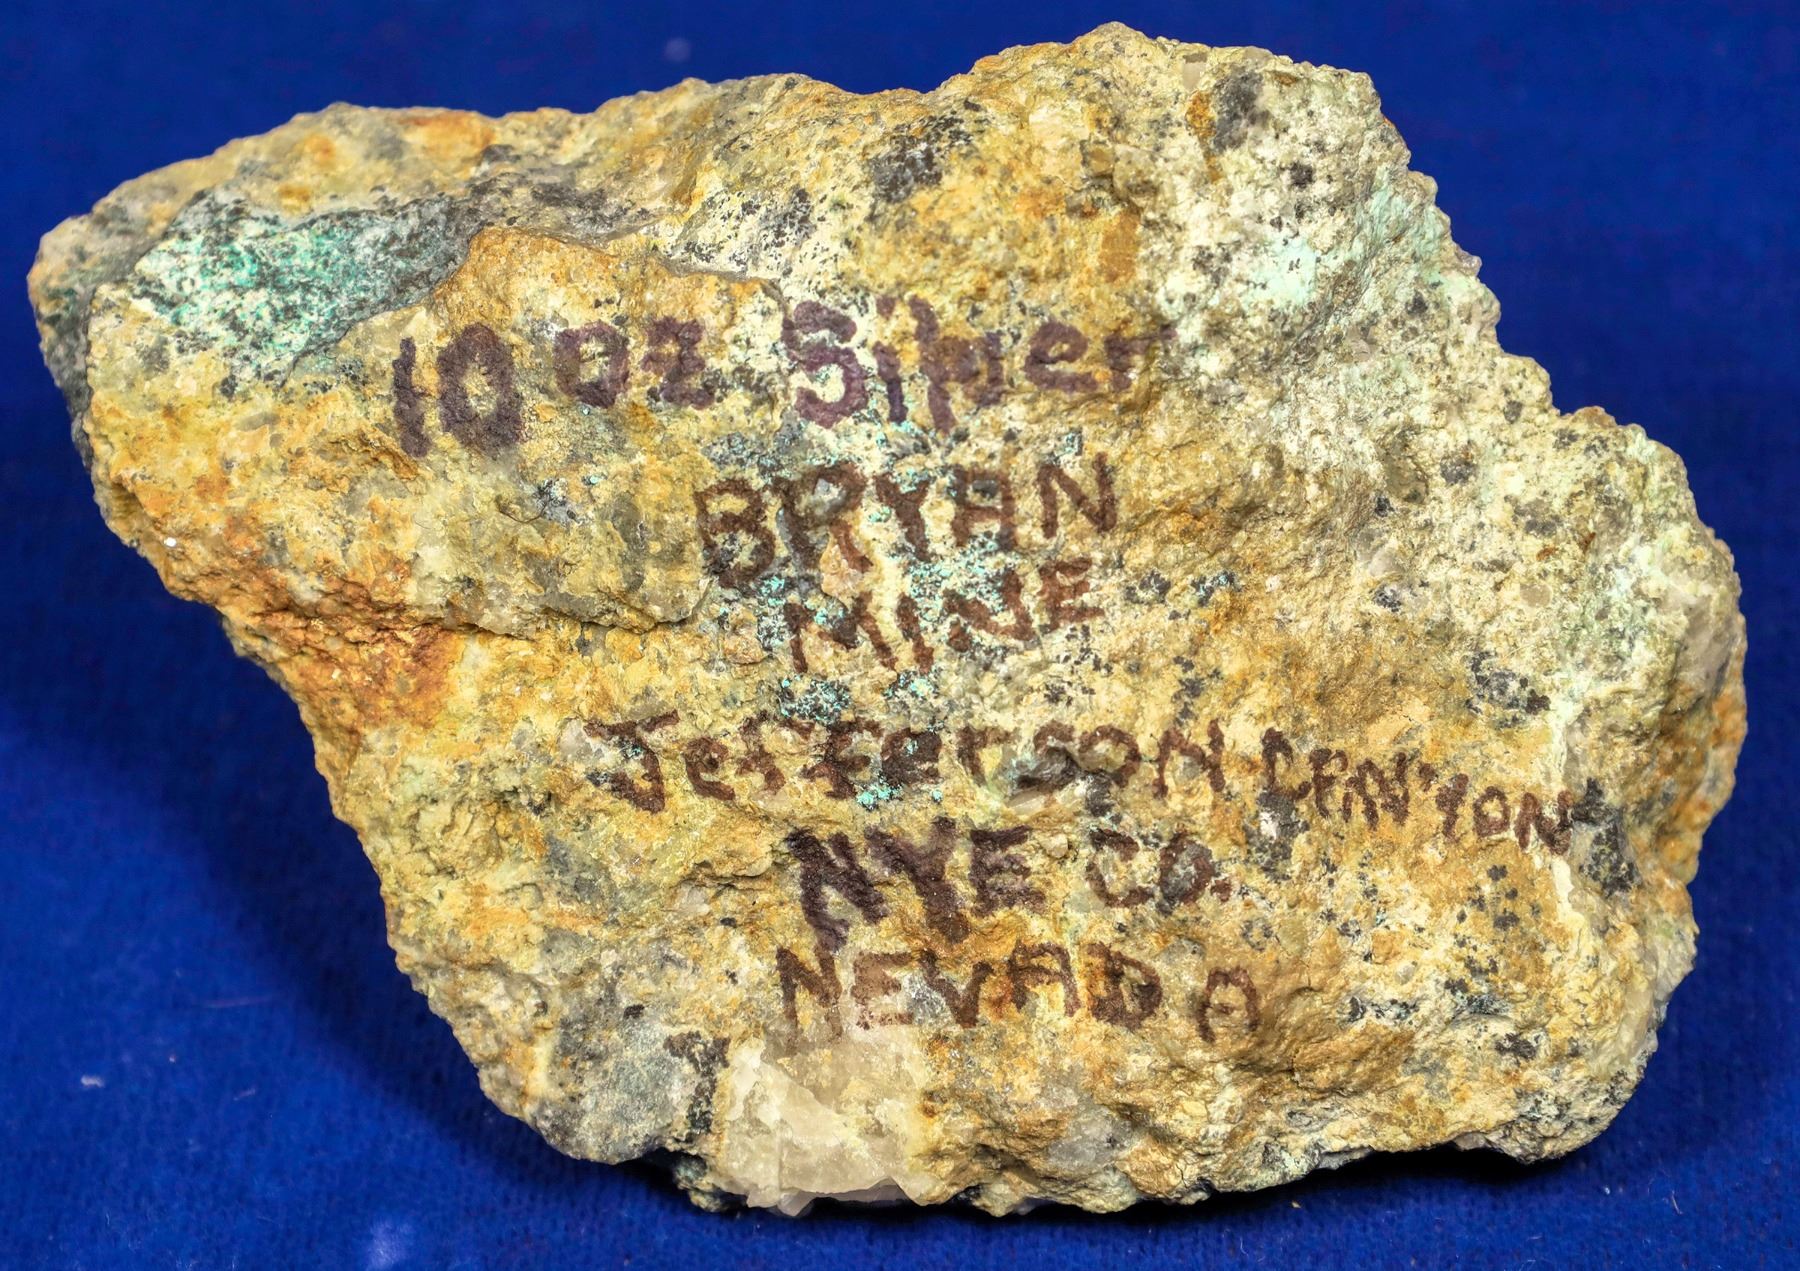 10 oz Silver
BRYAN
MINE
Jefferson CANYON
NYE Co.
NEVADA